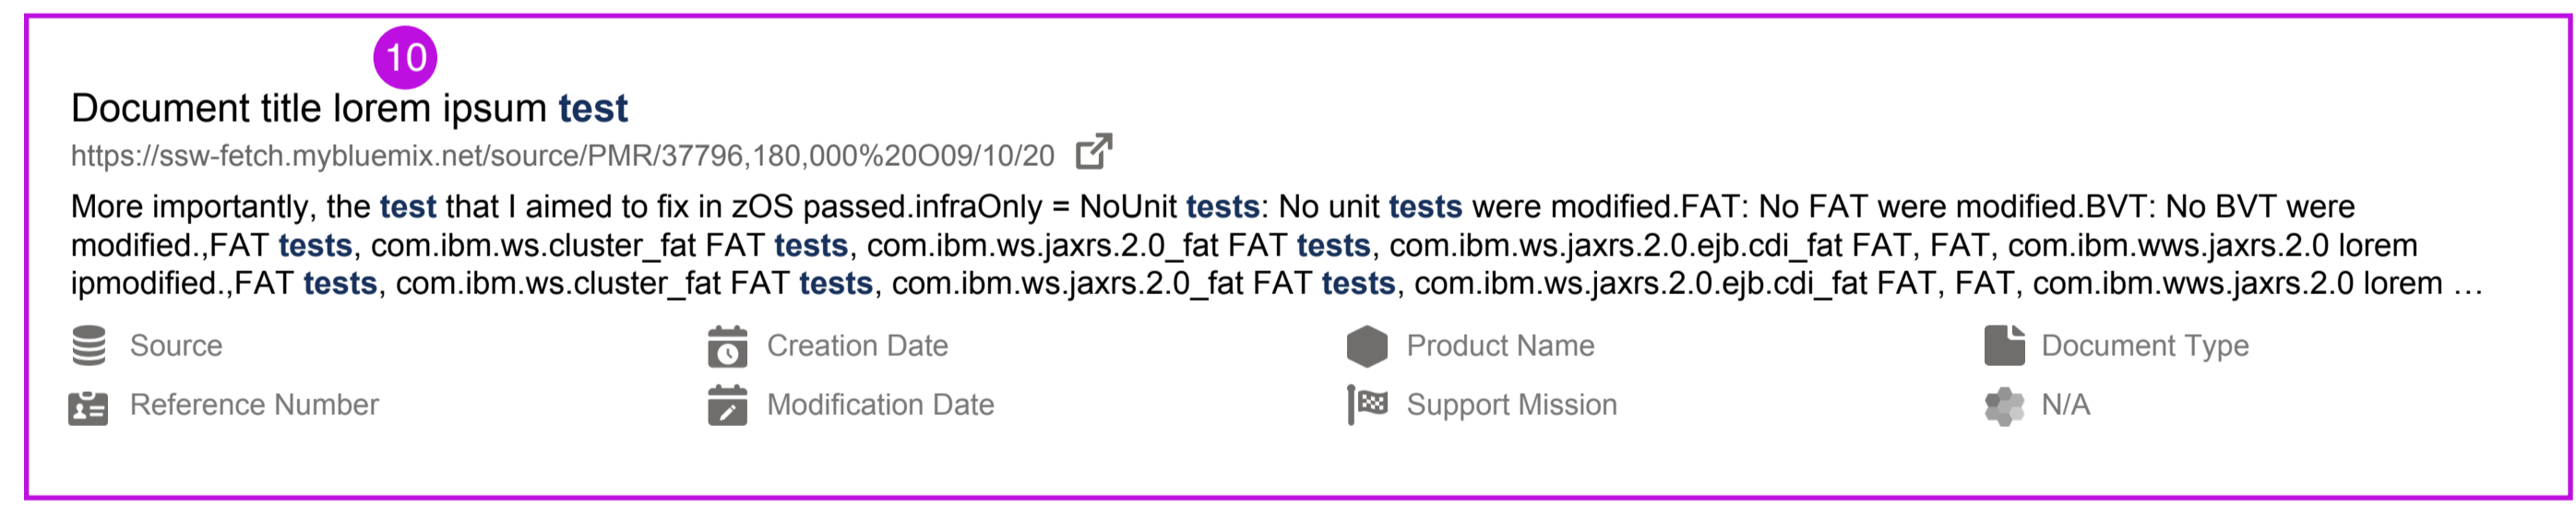 10
Document title lorem ipsum test
https://ssw-fetch.mybluemix.net/source/PMR/37796,180,000%20O09/10/20
More importantly, the test that I aimed to fix in zOS passed.infraOnly = NoUnit tests: No unit tests were modified.FAT: No FAT were modified.BVT: No BVT were
modified.,FAT tests, com.ibm.ws.cluster_fat FAT tests, com.ibm.ws.jaxrs.2.0_fat FAT tests, com.ibm.ws.jaxrs.2.0.ejb.cdi_fat FAT, FAT, com.ibm.wws.jaxrs.2.0 lorem
ipmodified.,FAT tests, com.ibm.ws.cluster_fat FAT tests, com.ibm.ws.jaxrs.2.0_fat FAT tests, com.ibm.ws.jaxrs.2.0.ejb.cdi_fat FAT, FAT, com.ibm.wws.jaxrs.2.0 lorem …
Source Creation Date Product Name Document Type
Reference Number Modification Date Support Mission N/A